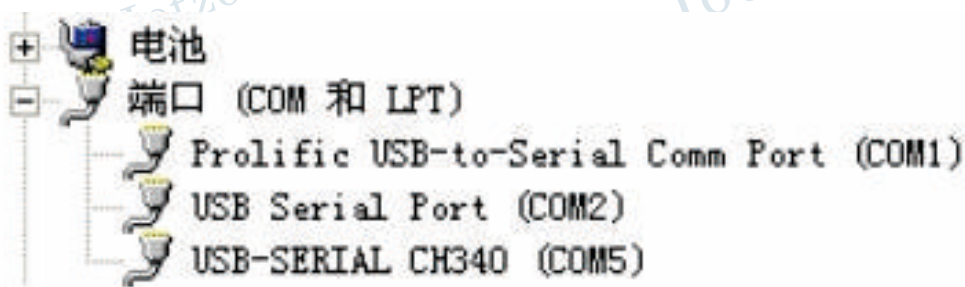 电池
端口 (COM 和 LPT)
Prolific USB-to-Serial Comm Port (COM1)
USB Serial Port (COM2)
USB-SERIAL CH340 (COM5)